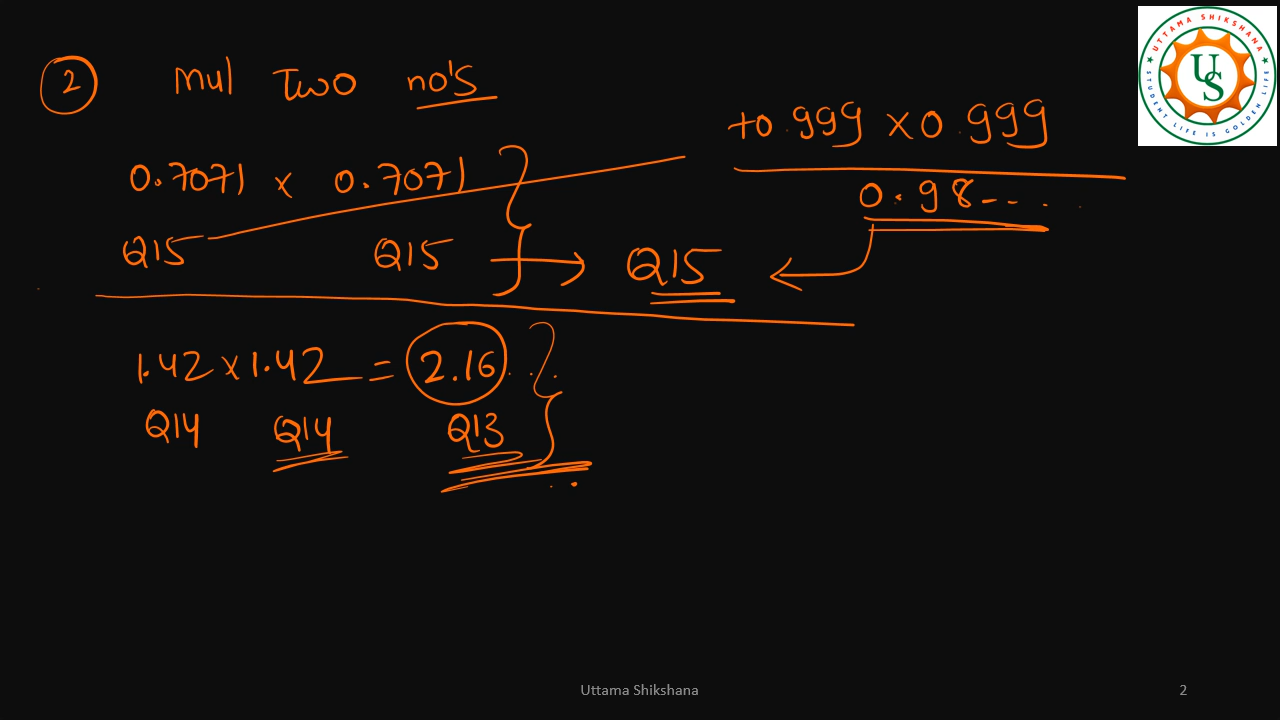 2 Mul Two no's
0.7071 x 0.7071
Q15 Q15 → Q15
+0.999 x 0.999
0.98--...
1.42 x 1.42 = 2.16...
Q14 Q14 Q13
UTTAMA SHIKSHANA
US
STUDENT LIFE IS GOLDEN LIFE
Uttama Shikshana
2